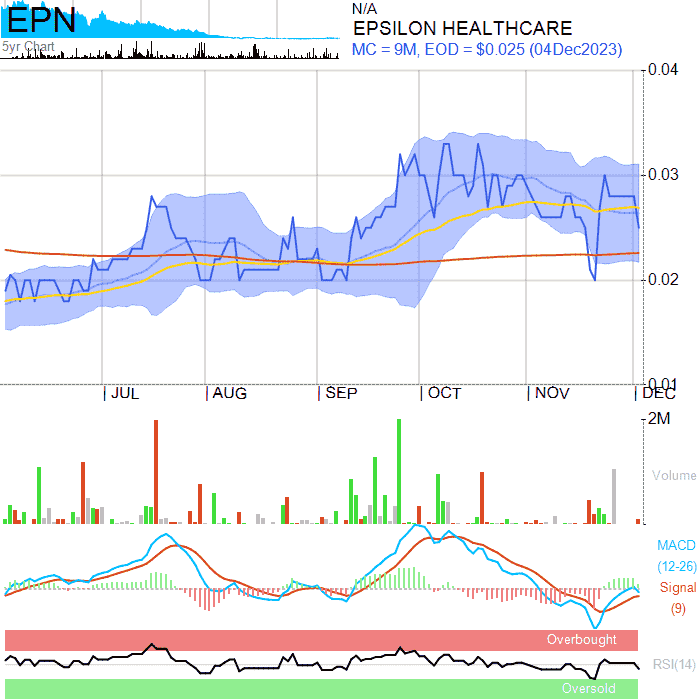 EPN
5yr Chart
N/A
EPSILON HEALTHCARE
MC = 9M, EOD = $0.025 (04Dec2023)
0.04
0.03
0.02
0.01
JUL AUG SEP OCT NOV DEC
2M
Volume
MACD
(12-26)
Signal
(9)
Overbought
RSI(14)
Oversold